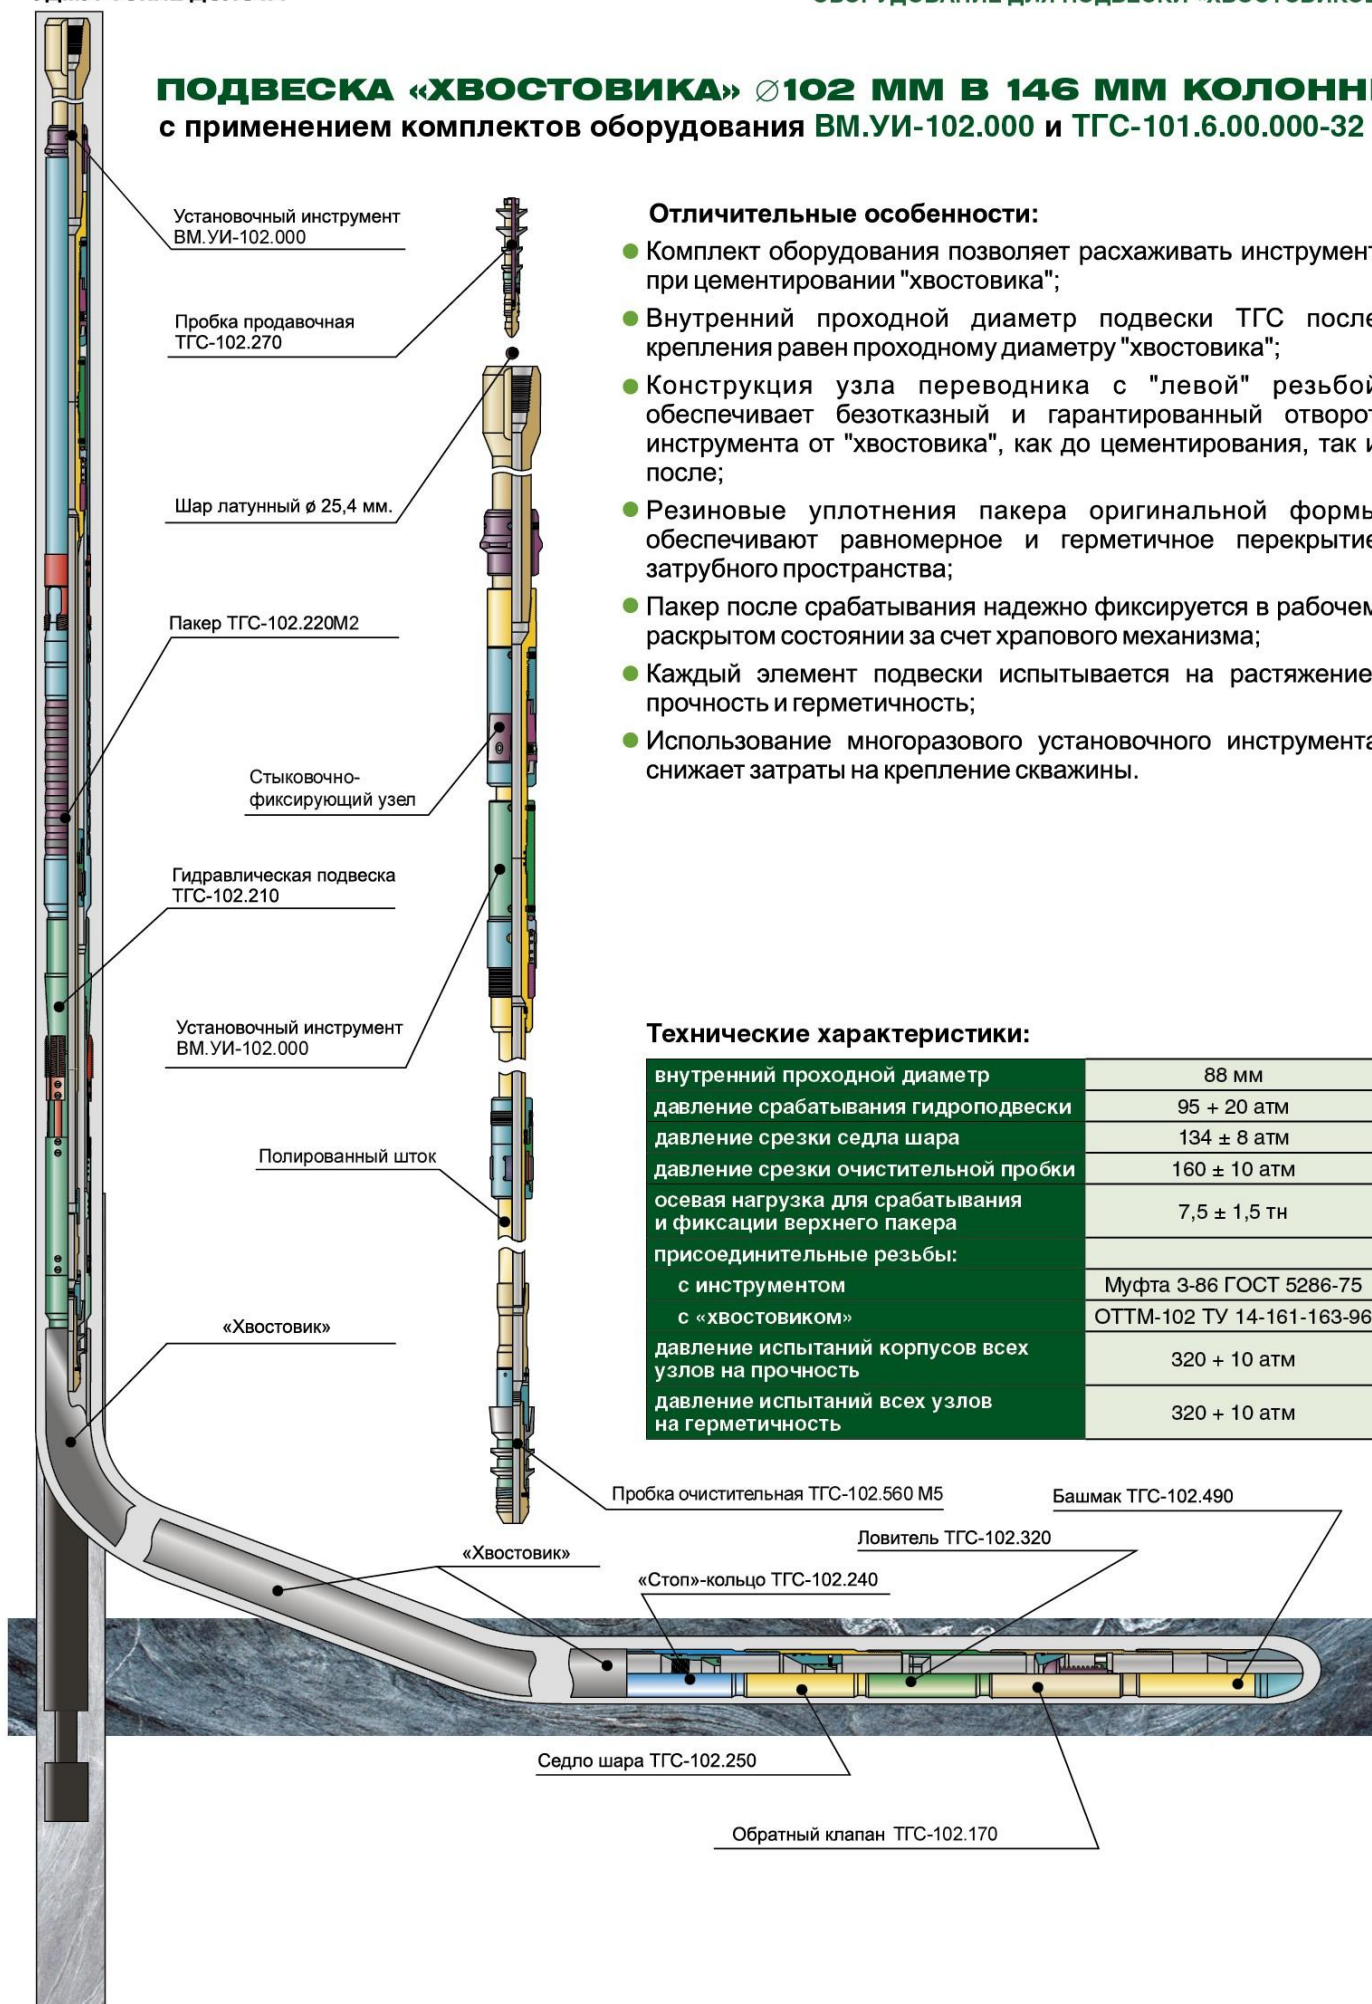 ПОДВЕСКА «ХВОСТОВИКА» ∅102 ММ В 146 ММ КОЛОНН
с применением комплектов оборудования ВМ.УИ-102.000 и ТГС-101.6.00.000-32
Установочный инструмент
ВМ.УИ-102.000
Пробка продавочная
ТГС-102.270
Шар латунный ø 25,4 мм.
Пакер ТГС-102.220М2
Стыковочно-
фиксирующий узел
Гидравлическая подвеска
ТГС-102.210
Установочный инструмент
ВМ.УИ-102.000
Полированный шток
«Хвостовик»
Отличительные особенности:
Комплект оборудования позволяет расхаживать инструмент
при цементировании "хвостовика";
Внутренний проходной диаметр подвески ТГС после
крепления равен проходному диаметру "хвостовика";
Конструкция узла переводника с "левой" резьбой
обеспечивает безотказный и гарантированный отворот
инструмента от "хвостовика", как до цементирования, так и
после;
Резиновые уплотнения пакера оригинальной формы
обеспечивают равномерное и герметичное перекрытие
затрубного пространства;
Пакер после срабатывания надежно фиксируется в рабочем
раскрытом состоянии за счет храпового механизма;
Каждый элемент подвески испытывается на растяжение
прочность и герметичность;
Использование многоразового установочного инструмента
снижает затраты на крепление скважины.
Технические характеристики:
внутренний проходной диаметр 88 мм
давление срабатывания гидроподвески 95 + 20 атм
давление срезки седла шара 134 ± 8 атм
давление срезки очистительной пробки 160 ± 10 атм
осевая нагрузка для срабатывания
и фиксации верхнего пакера 7,5 ± 1,5 тн
присоединительные резьбы:
с инструментом Муфта З-86 ГОСТ 5286-75
с «хвостовиком» ОТТМ-102 ТУ 14-161-163-96
давление испытаний корпусов всех
узлов на прочность 320 + 10 атм
давление испытаний всех узлов
на герметичность 320 + 10 атм
Пробка очистительная ТГС-102.560 М5
Башмак ТГС-102.490
Ловитель ТГС-102.320
«Хвостовик»
«Стоп»-кольцо ТГС-102.240
Седло шара ТГС-102.250
Обратный клапан ТГС-102.170